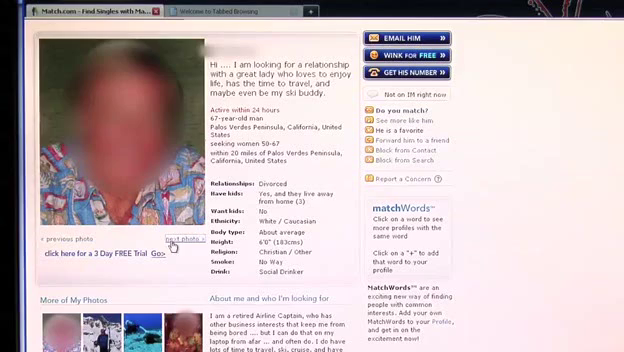 Match.com - Find Singles with Ma...
Welcome to Tabbed Browsing
Hi .... I am looking for a relationship
with a great lady who loves to enjoy
life, has the time to travel, and
maybe even be my ski buddy.
Active within 24 hours
67-year-old man
Palos Verdes Peninsula, California, United
States
seeking women 50-67
within 20 miles of Palos Verdes Peninsula,
California, United States
Relationships: Divorced
Have kids: Yes, and they live away
from home (3)
Want kids: No
Ethnicity: White / Caucasian
Body type: About average
Height: 6'0" (183cms)
Religion: Christian / Other
Smoke: No Way
Drink: Social Drinker
« previous photo
next photo »
click here for a 3 Day FREE Trial Go>
More of My Photos
About me and who I'm looking for
I am a retired Airline Captain, who has
other business interests that keep me from
being bored .... but I can do that on my
laptop from afar ... and often do. I do have
lots of time to travel, ski, cruise, and have
EMAIL HIM »
WINK FOR FREE »
GET HIS NUMBER »
Not on IM right now
Do you match?
See more like him
He is a favorite
Forward him to a friend
Block from Contact
Block from Search
Report a Concern ?
matchWords™
Click on a word to see
more profiles with the
same word
Click on a "+" to add
that word to your
profile
MatchWords™ are an
exciting new way of finding
people with common
interests. Add your own
MatchWords to your Profile,
and get in on the
excitement now!